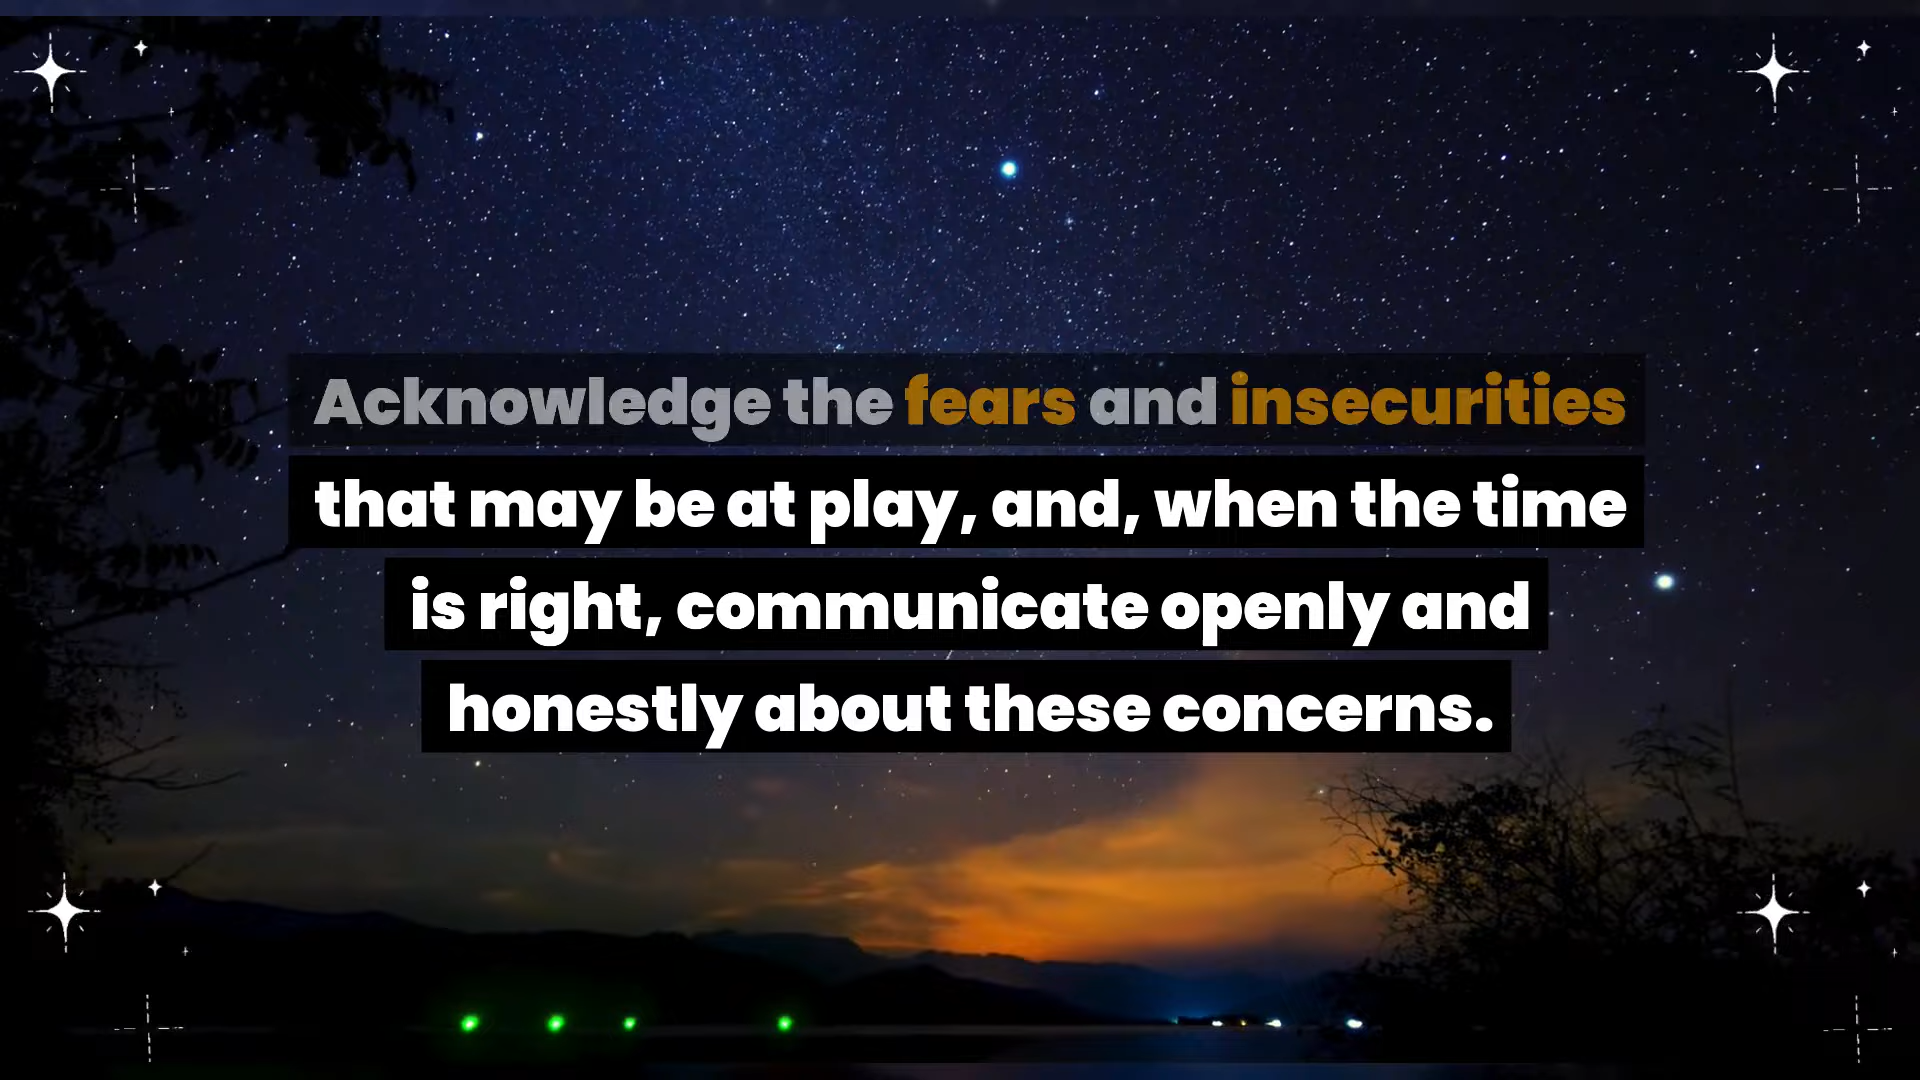 Acknowledge the fears and insecurities
that may be at play, and, when the time
is right, communicate openly and
honestly about these concerns.